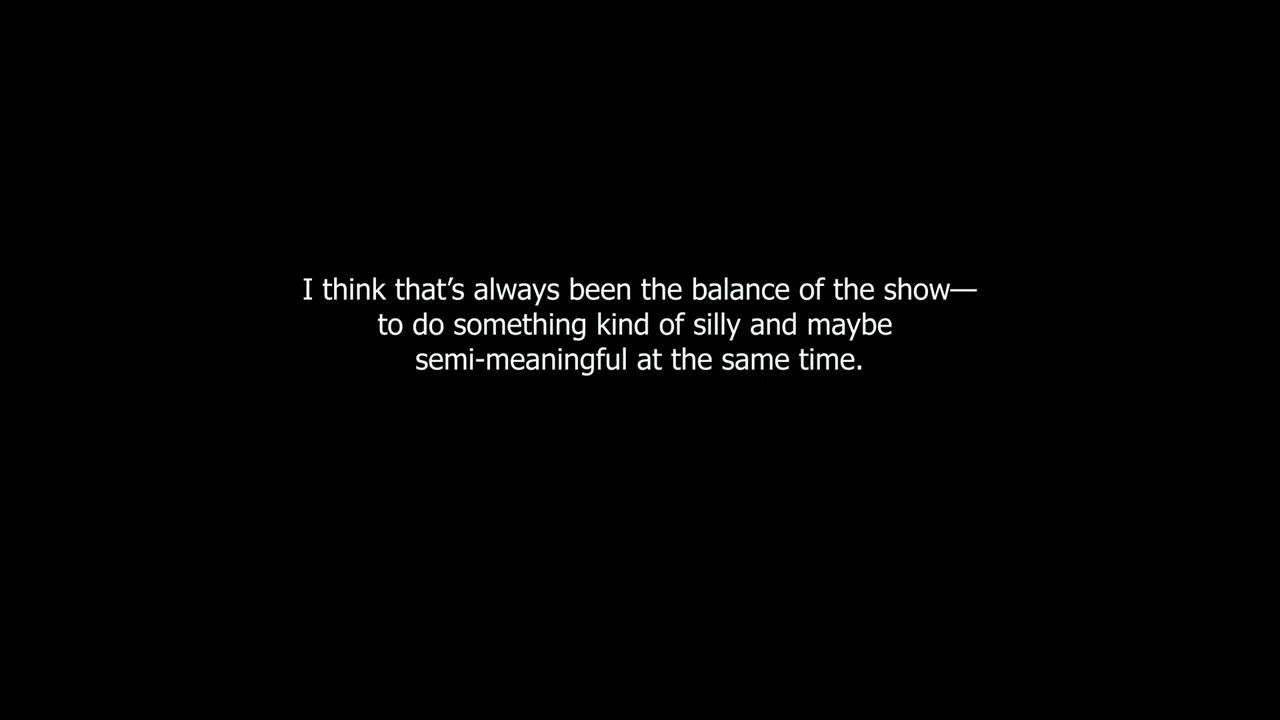 I think that’s always been the balance of the show—
to do something kind of silly and maybe
semi-meaningful at the same time.